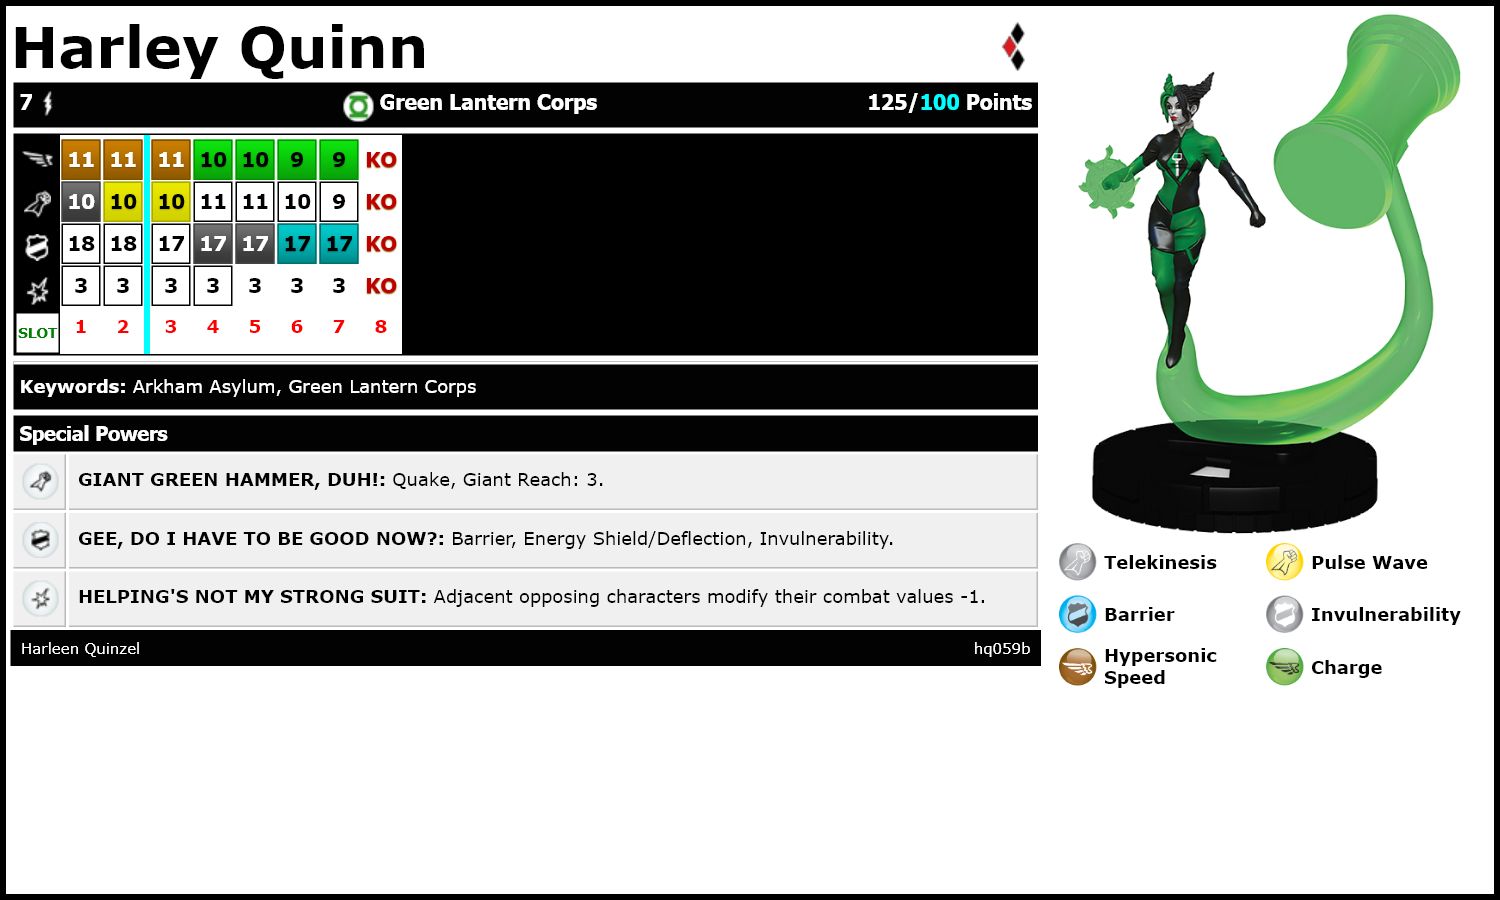 Harley Quinn
7 Green Lantern Corps 125/100 Points
11 11 11 10 10 9 9 KO
10 10 10 11 11 10 9 KO
18 18 17 17 17 17 17 KO
3 3 3 3 3 3 3 KO
SLOT 1 2 3 4 5 6 7 8
Keywords: Arkham Asylum, Green Lantern Corps
Special Powers
GIANT GREEN HAMMER, DUH!: Quake, Giant Reach: 3.
GEE, DO I HAVE TO BE GOOD NOW?: Barrier, Energy Shield/Deflection, Invulnerability.
HELPING'S NOT MY STRONG SUIT: Adjacent opposing characters modify their combat values -1.
Harleen Quinzel hq059b
Telekinesis Pulse Wave
Barrier Invulnerability
Hypersonic
Speed Charge